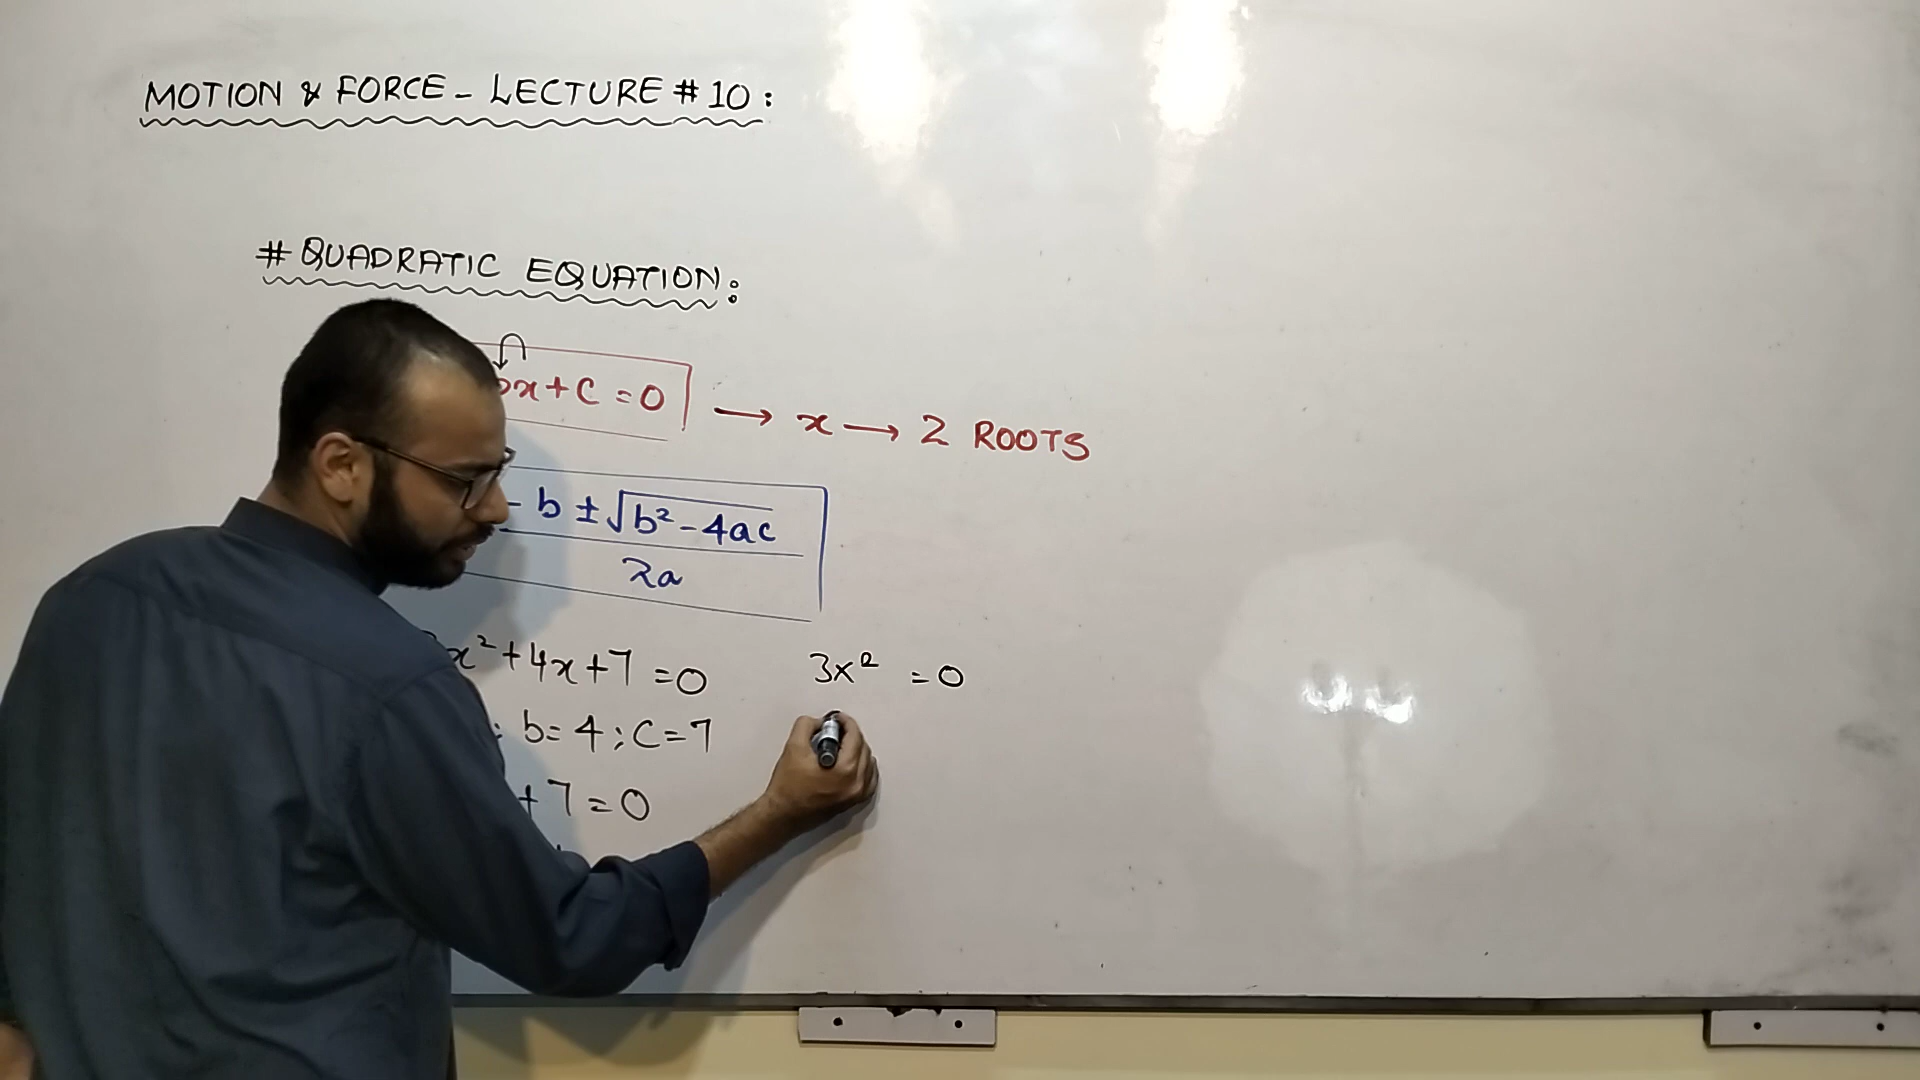 MOTION & FORCE - LECTURE # 10 :
# QUADRATIC EQUATION :
bx + C = 0 → x → 2 ROOTS
- b ± √b² - 4ac
2a
x² + 4x + 7 = 0
3x² = 0
b = 4 ; C = 7
+ 7 = 0